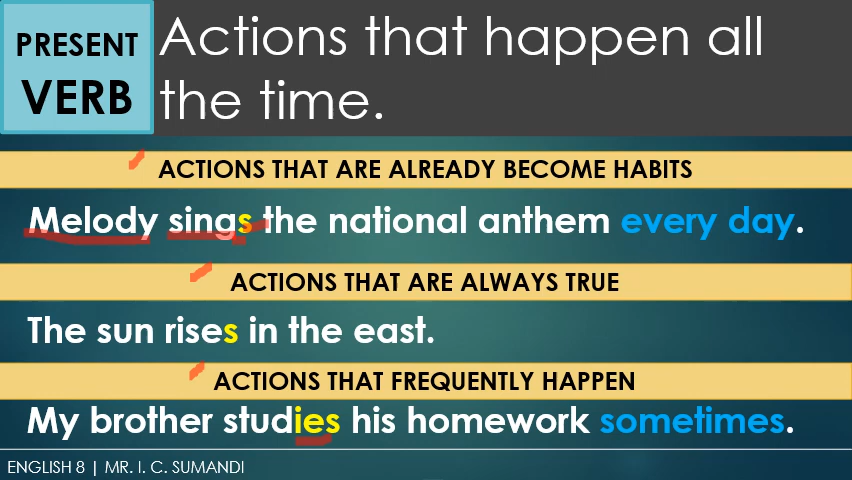 PRESENT
VERB
Actions that happen all
the time.
ACTIONS THAT ARE ALREADY BECOME HABITS
Melody sings the national anthem every day.
ACTIONS THAT ARE ALWAYS TRUE
The sun rises in the east.
ACTIONS THAT FREQUENTLY HAPPEN
My brother studies his homework sometimes.
ENGLISH 8 | MR. I. C. SUMANDI